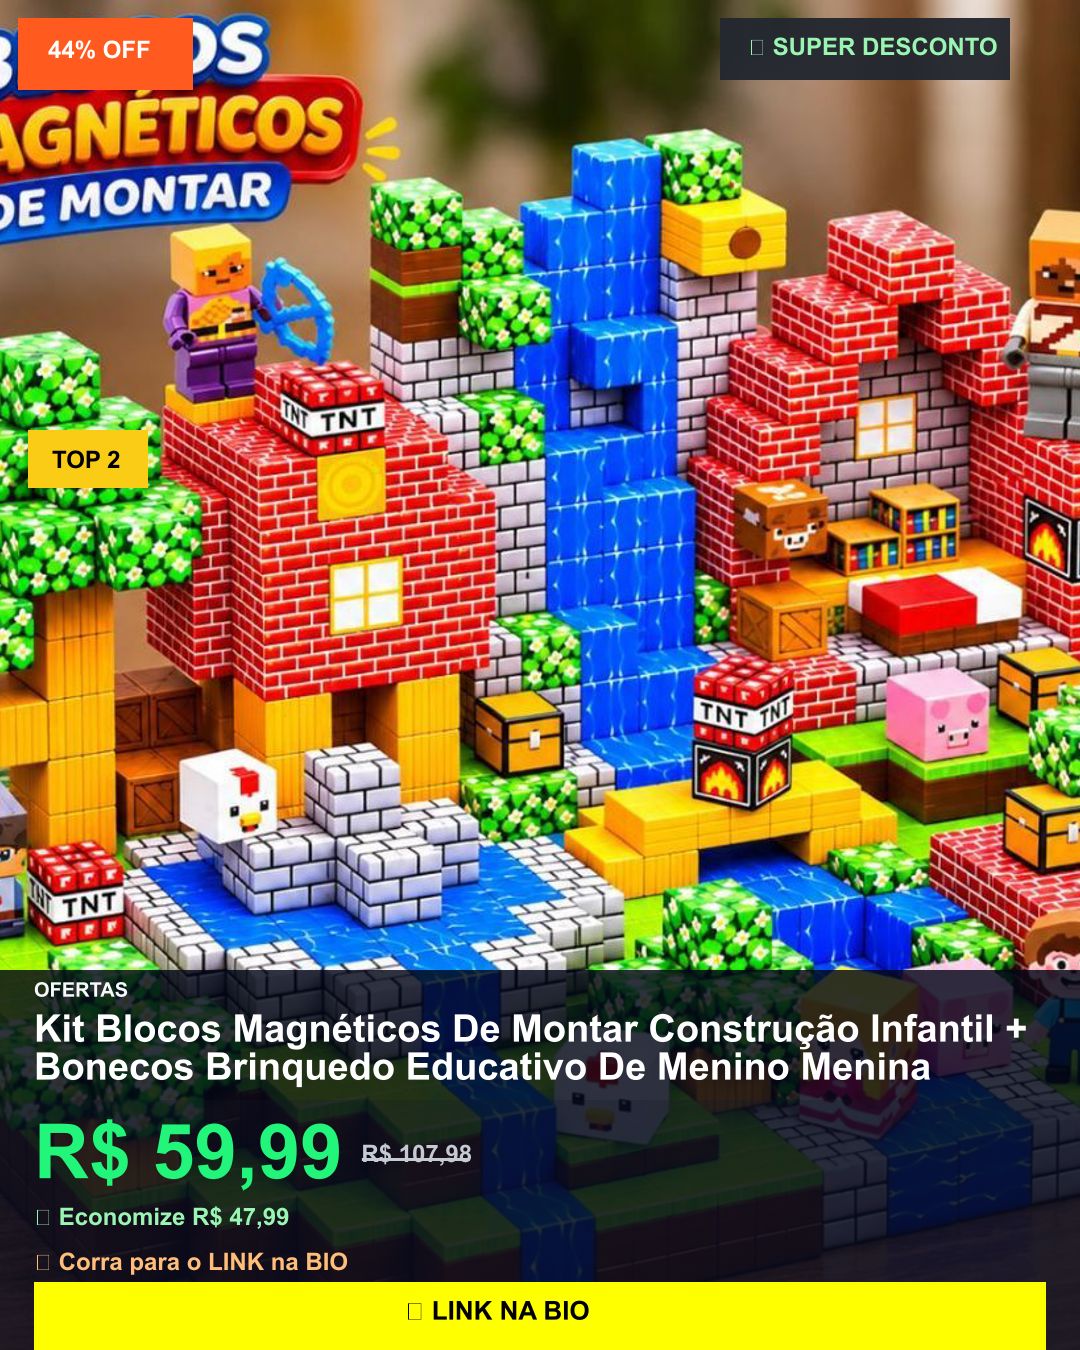 44% OFF
SUPER DESCONTO
MAGNÉTICOS
DE MONTAR
TNT TNT
TOP 2
TNT TNT
TNT TNT
OFERTAS
Kit Blocos Magnéticos De Montar Construção Infantil +
Bonecos Brinquedo Educativo De Menino Menina
R$ 59,99 R$ 107,98
Economize R$ 47,99
Corra para o LINK na BIO
LINK NA BIO